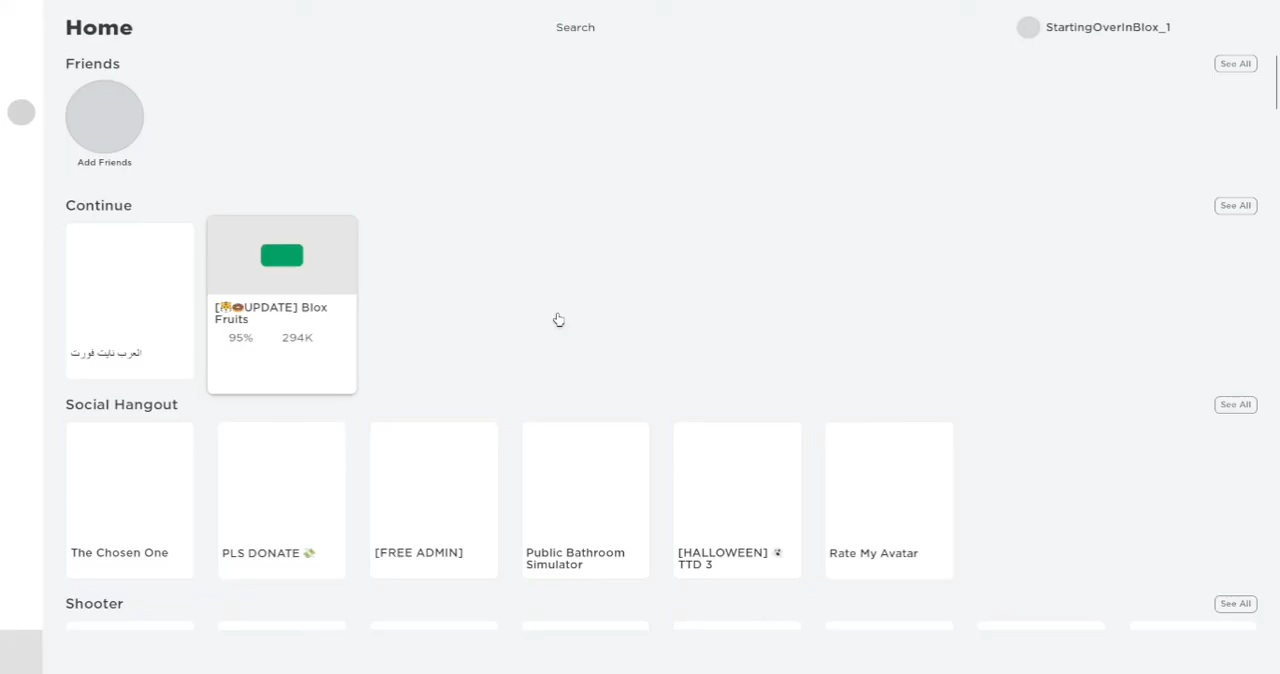 Home
Search
StartingOverInBlox_1
Friends
See All
Add Friends
Continue
See All
العرب نايت فورت
[🐯🍩UPDATE] Blox
Fruits
95% 294K
Social Hangout
See All
The Chosen One
PLS DONATE 💸
[FREE ADMIN]
Public Bathroom
Simulator
[HALLOWEEN]
TTD 3
Rate My Avatar
Shooter
See All